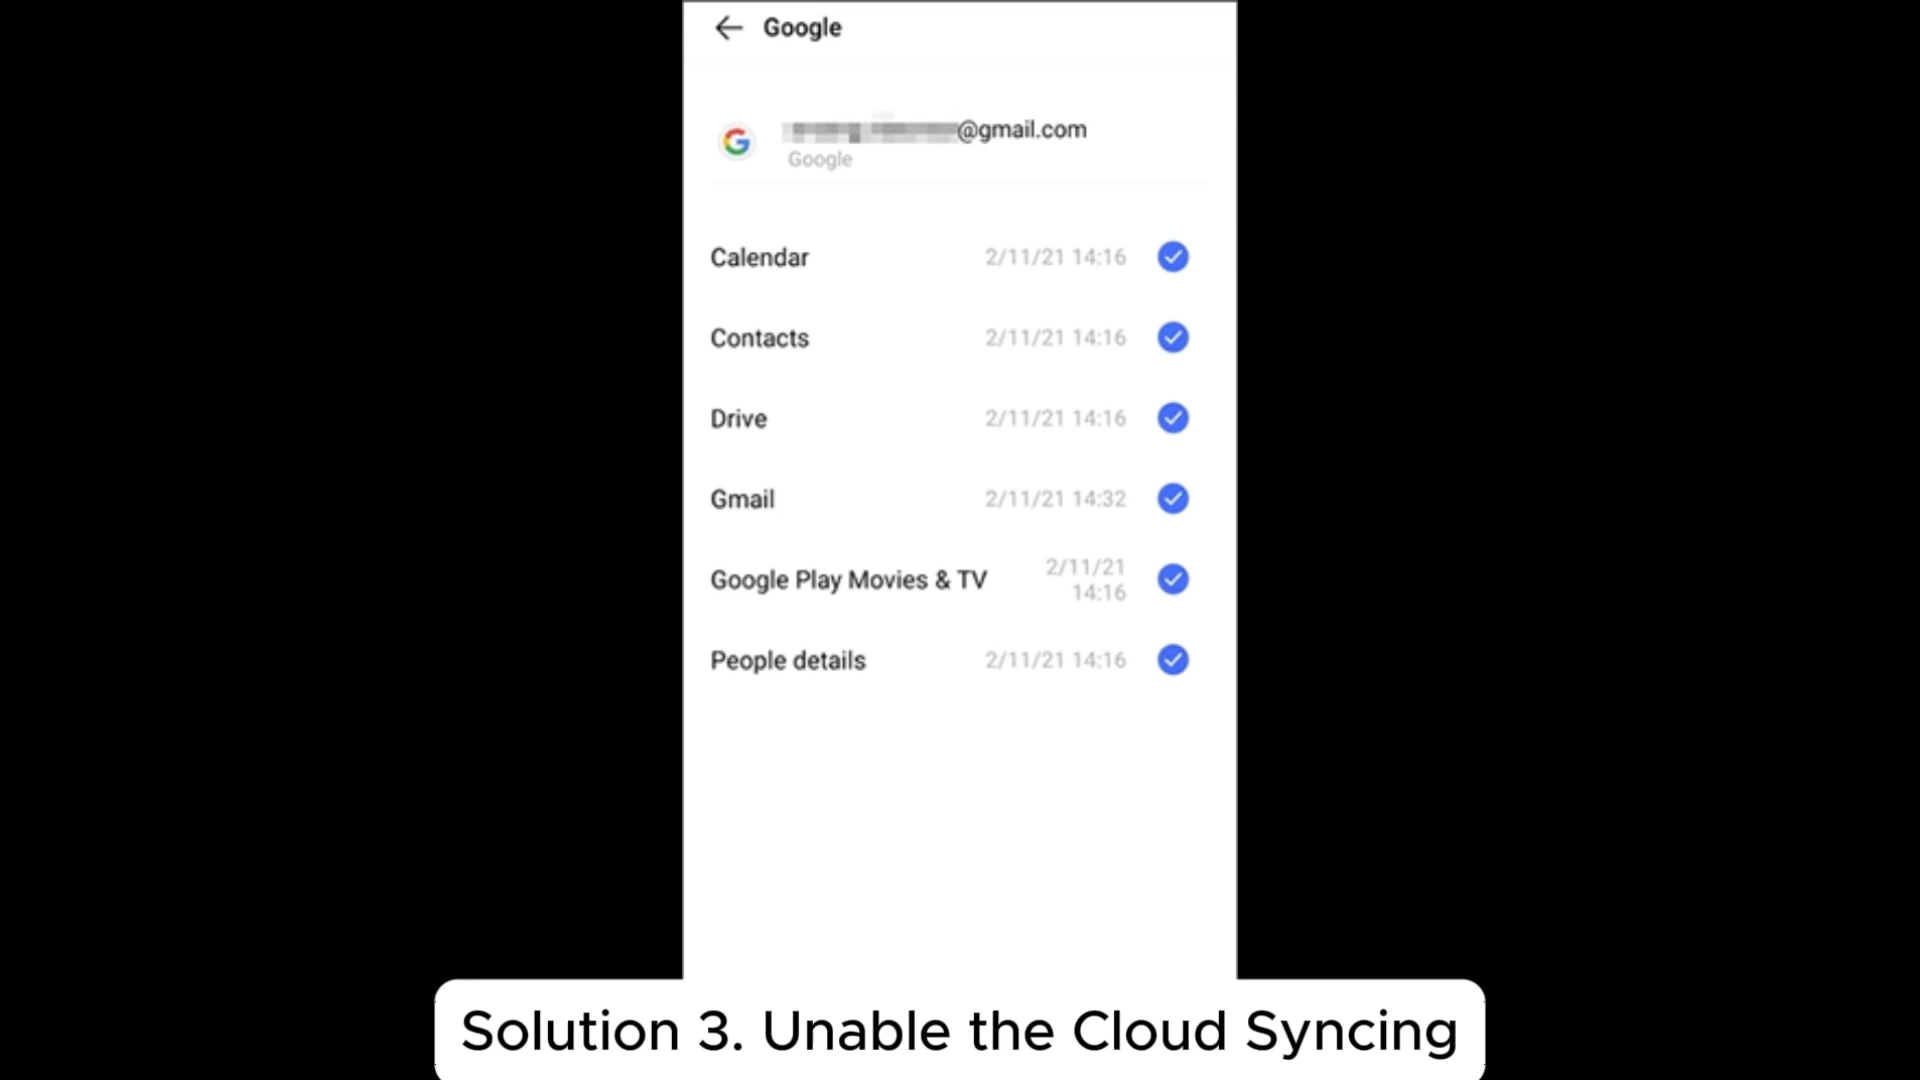 Google
@gmail.com
Google
Calendar 2/11/21 14:16
Contacts 2/11/21 14:16
Drive 2/11/21 14:16
Gmail 2/11/21 14:32
Google Play Movies & TV 2/11/21
14:16
People details 2/11/21 14:16
Solution 3. Unable the Cloud Syncing